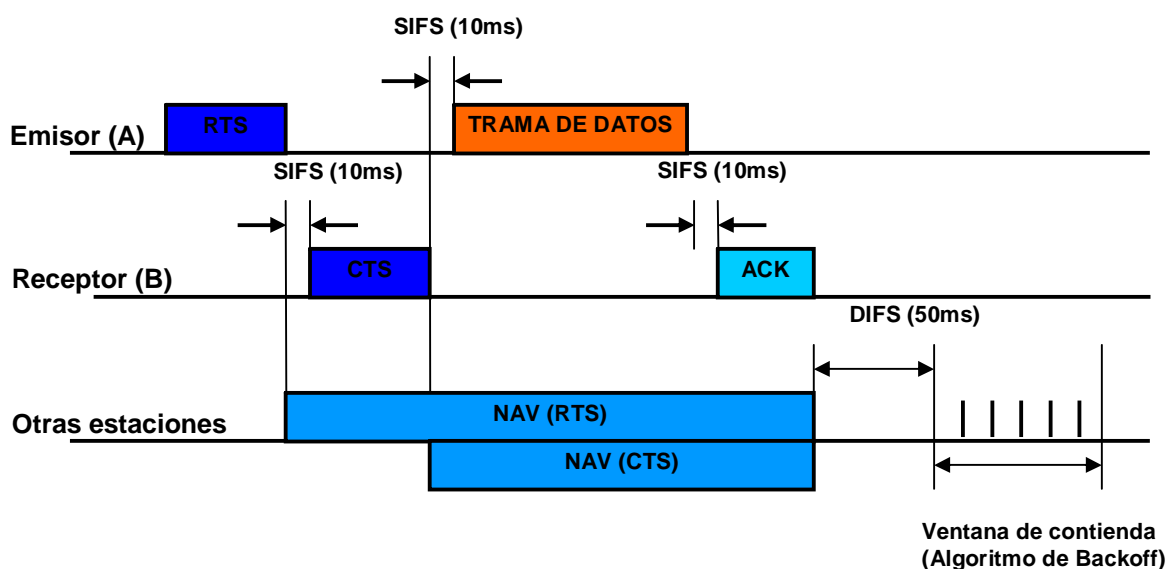 SIFS (10ms)
RTS
TRAMA DE DATOS
Emisor (A)
SIFS (10ms)
SIFS (10ms)
CTS
ACK
Receptor (B)
DIFS (50ms)
NAV (RTS)
Otras estaciones
NAV (CTS)
Ventana de contienda
(Algoritmo de Backoff)